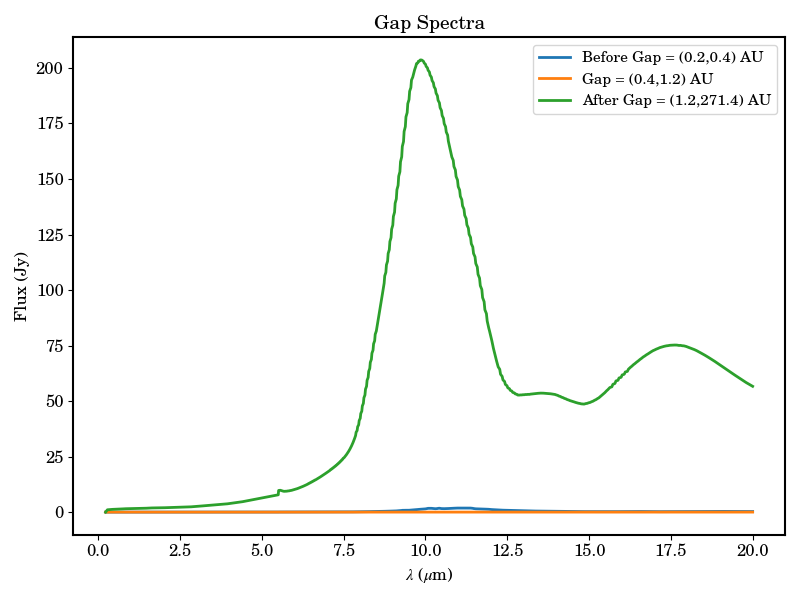 Gap Spectra
Before Gap = (0.2,0.4) AU
Gap = (0.4,1.2) AU
After Gap = (1.2,271.4) AU
200
175
150
125
100
75
50
25
0
Flux (Jy)
0.0 2.5 5.0 7.5 10.0 12.5 15.0 17.5 20.0
λ (μm)